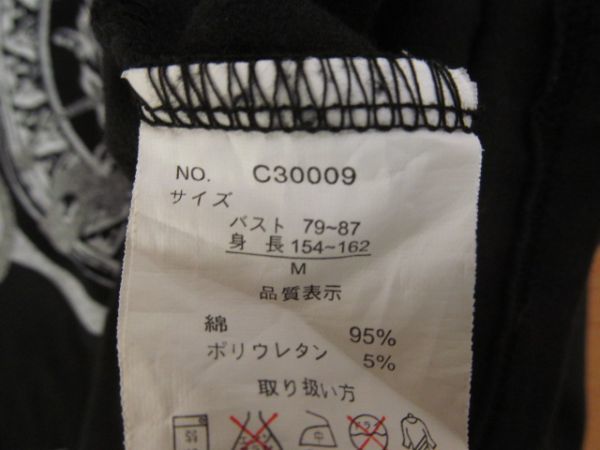 NO. C30009
サイズ
バスト 79~87
身 長 154~162
M
品質表示
綿 95%
ポリウレタン 5%
取り扱い方
中